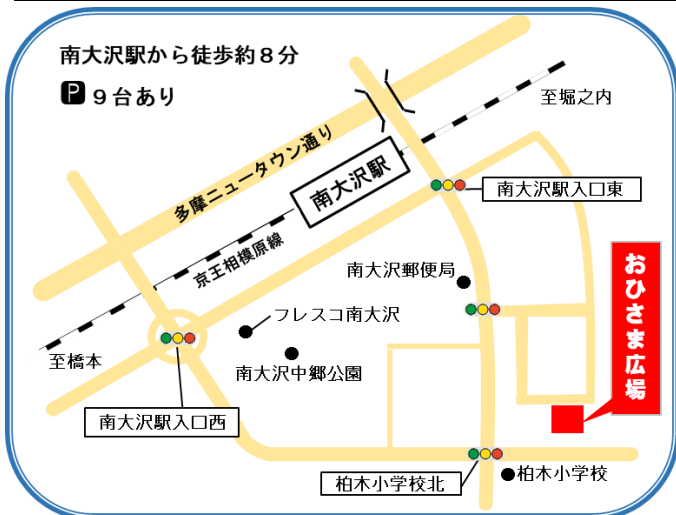 南大沢駅から徒歩約８分
P ９台あり
至堀之内
多摩ニュータウン通り
南大沢駅
南大沢駅入口東
京王相模原線
南大沢郵便局
おひさま広場
フレスコ南大沢
至橋本
南大沢中郷公園
南大沢駅入口西
柏木小学校北
柏木小学校